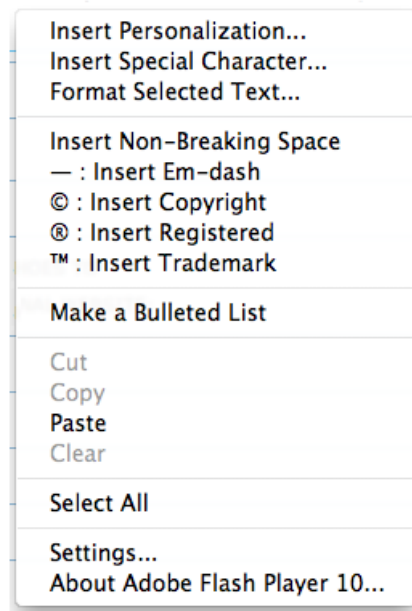 Insert Personalization...
Insert Special Character...
Format Selected Text...
Insert Non-Breaking Space
— : Insert Em-dash
© : Insert Copyright
® : Insert Registered
™ : Insert Trademark
Make a Bulleted List
Cut
Copy
Paste
Clear
Select All
Settings...
About Adobe Flash Player 10...